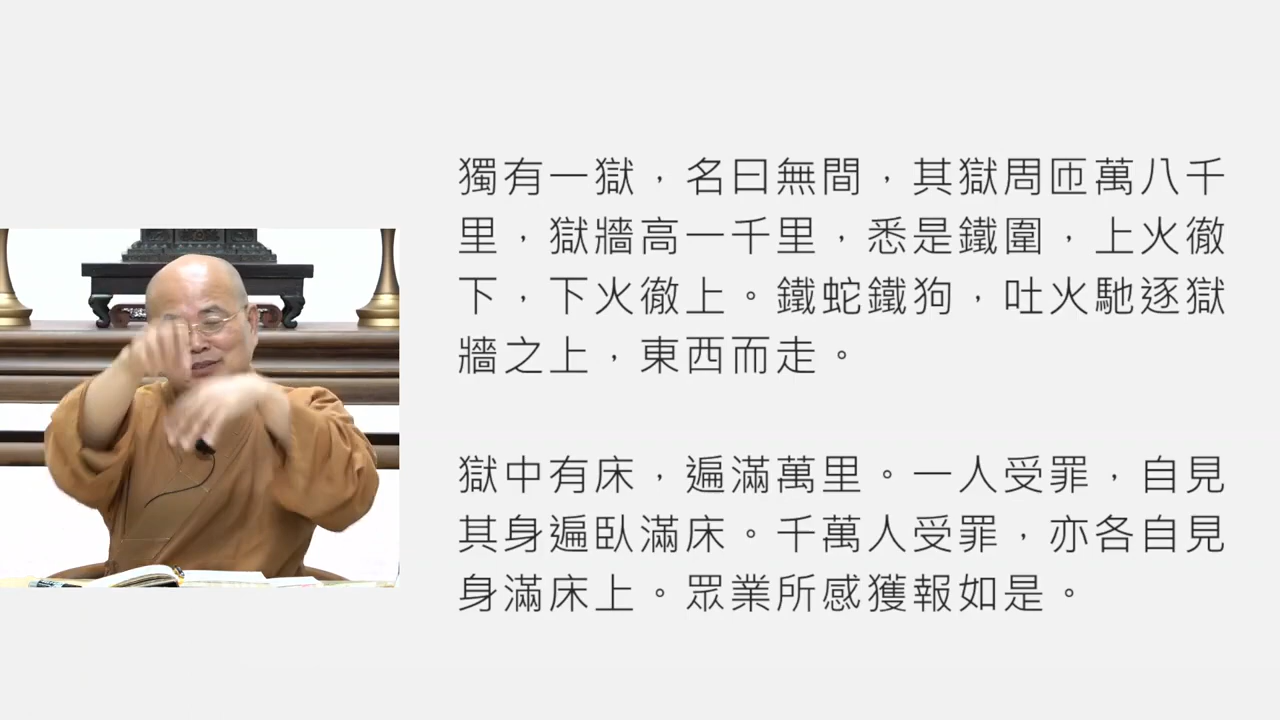 獨有一獄，名曰無間，其獄周匝萬八千
里，獄牆高一千里，悉是鐵圍，上火徹
下，下火徹上。鐵蛇鐵狗，吐火馳逐獄
牆之上，東西而走。
獄中有床，遍滿萬里。一人受罪，自見
其身遍臥滿床。千萬人受罪，亦各自見
身滿床上。眾業所感獲報如是。